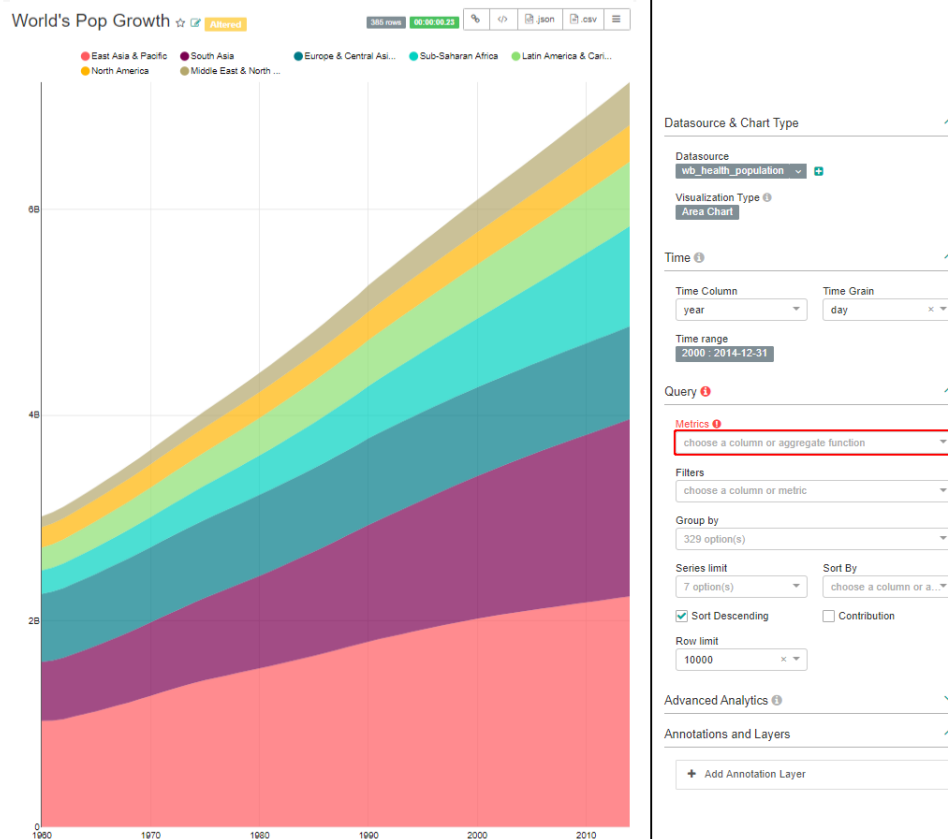 World's Pop Growth Altered
385 rows 00:00:00.23 </> .json .csv
East Asia & Pacific South Asia Europe & Central Asi... Sub-Saharan Africa Latin America & Cari...
North America Middle East & North ...
6B
4B
2B
0
1960 1970 1980 1990 2000 2010
Datasource & Chart Type
Datasource
wb_health_population
Visualization Type
Area Chart
Time
Time Column Time Grain
year day
Time range
2000 : 2014-12-31
Query
Metrics
choose a column or aggregate function
Filters
choose a column or metric
Group by
329 option(s)
Series limit Sort By
7 option(s) choose a column or a...
Sort Descending Contribution
Row limit
10000
Advanced Analytics
Annotations and Layers
+ Add Annotation Layer